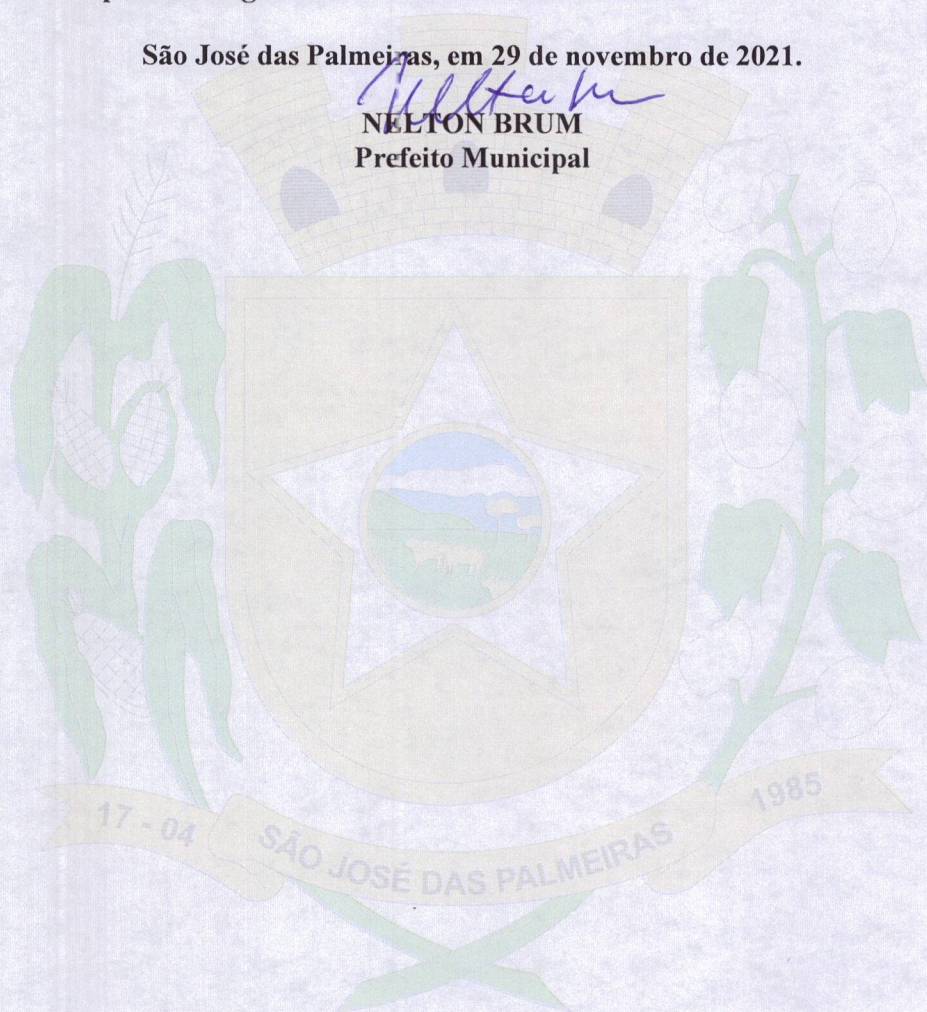 São José das Palmeiras, em 29 de novembro de 2021.
NELTON BRUM
Prefeito Municipal
17 - 04
SÃO JOSÉ DAS PALMEIRAS
1985